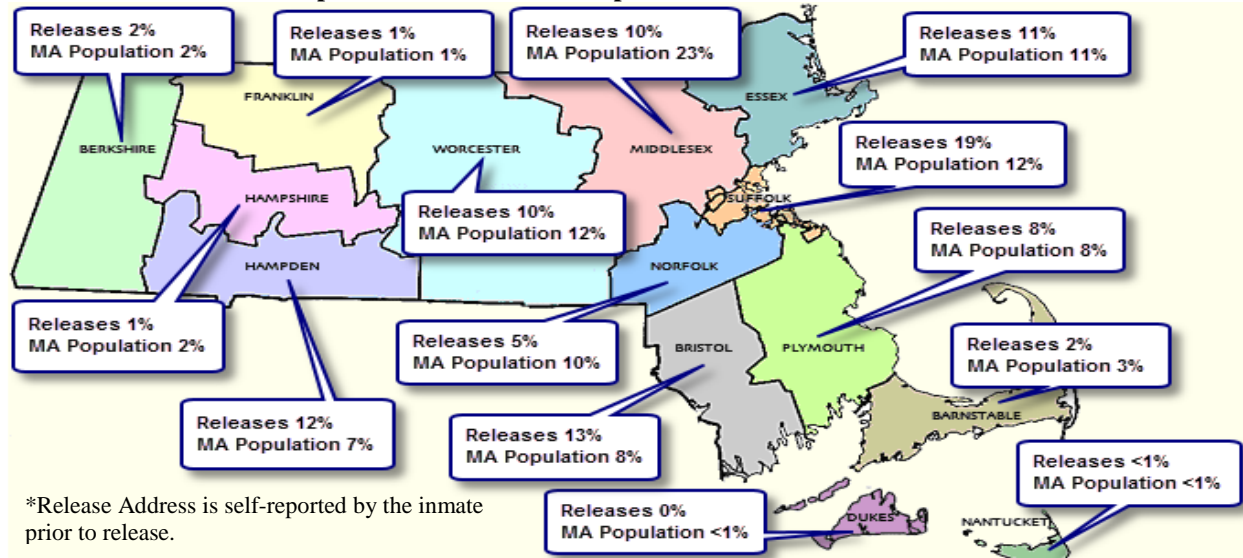 Releases 2%
MA Population 2%
Releases 1%
MA Population 1%
Releases 10%
MA Population 23%
Releases 11%
MA Population 11%
FRANKLIN
ESSEX
BERKSHIRE
WORCESTER
MIDDLESEX
Releases 19%
MA Population 12%
HAMPSHIRE
SUFFOLK
Releases 10%
MA Population 12%
Releases 8%
MA Population 8%
HAMPDEN
NORFOLK
Releases 1%
MA Population 2%
Releases 5%
MA Population 10%
BRISTOL
PLYMOUTH
Releases 2%
MA Population 3%
Releases 12%
MA Population 7%
Releases 13%
MA Population 8%
BARNSTABLE
Releases <1%
MA Population <1%
*Release Address is self-reported by the inmate
prior to release.
Releases 0%
MA Population <1%
DUKES
NANTUCKET